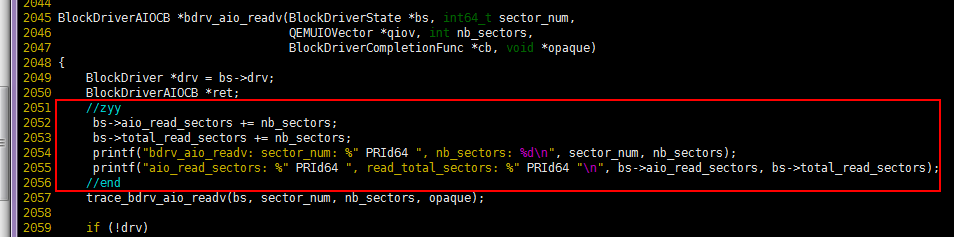 2044
2045 BlockDriverAIOCB *bdrv_aio_readv(BlockDriverState *bs, int64_t sector_num,
2046                                  QEMUIOVector *qiov, int nb_sectors,
2047                                  BlockDriverCompletionFunc *cb, void *opaque)
2048 {
2049     BlockDriver *drv = bs->drv;
2050     BlockDriverAIOCB *ret;
2051     //zyy
2052      bs->aio_read_sectors += nb_sectors;
2053      bs->total_read_sectors += nb_sectors;
2054      printf("bdrv_aio_readv: sector_num: %" PRId64 ", nb_sectors: %d\n", sector_num, nb_sectors);
2055      printf("aio_read_sectors: %" PRId64 ", read_total_sectors: %" PRId64 "\n", bs->aio_read_sectors, bs->total_read_sectors);
2056     //end
2057     trace_bdrv_aio_readv(bs, sector_num, nb_sectors, opaque);
2058
2059     if (!drv)